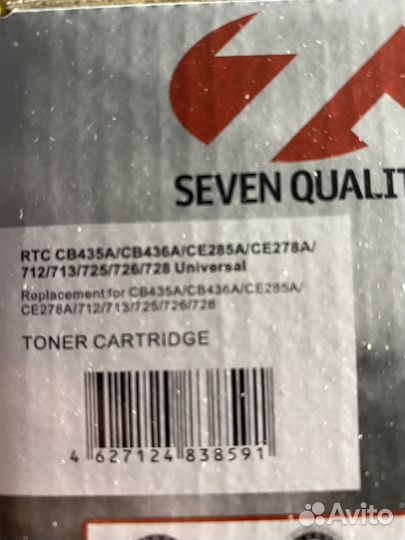 SEVEN QUALIT
RTC CB435A/CB436A/CE285A/CE278A/
712/713/725/726/728 Universal
Replacement for CB435A/CB436A/CE285A/
CE278A/712/713/725/726/728
TONER CARTRIDGE
4 627124 838591
Avito